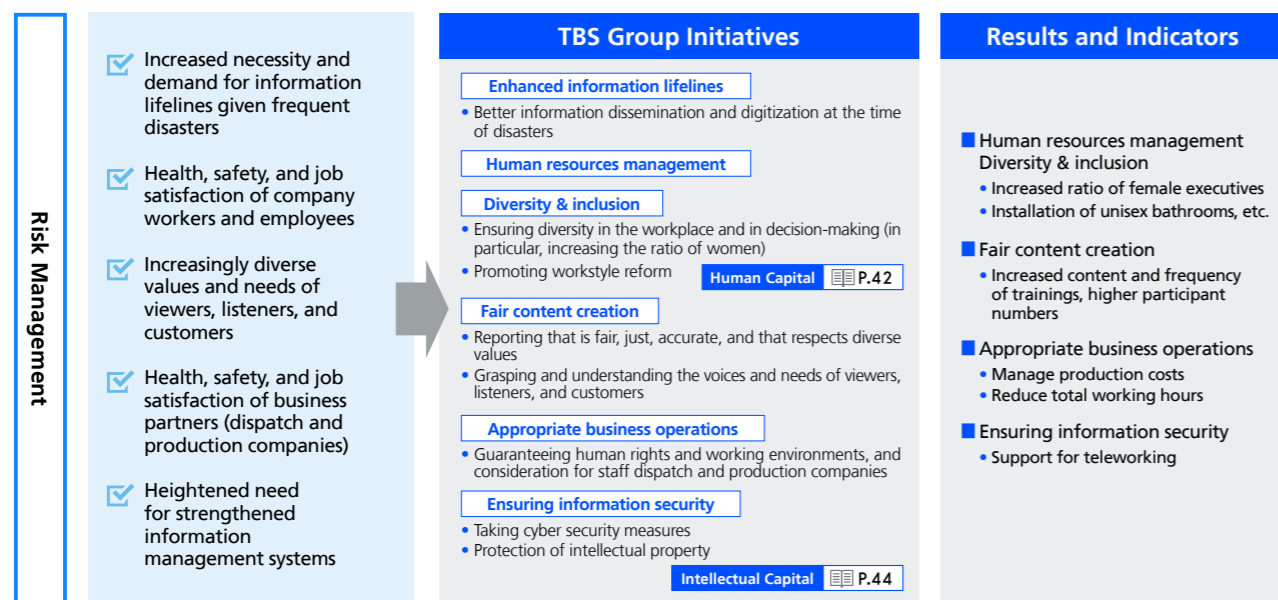 Risk Management
Increased necessity and
demand for information
lifelines given frequent
disasters
Health, safety, and job
satisfaction of company
workers and employees
Increasingly diverse
values and needs of
viewers, listeners, and
customers
Health, safety, and job
satisfaction of business
partners (dispatch and
production companies)
Heightened need
for strengthened
information
management systems
TBS Group Initiatives
Enhanced information lifelines
• Better information dissemination and digitization at the time
of disasters
Human resources management
Diversity & inclusion
• Ensuring diversity in the workplace and in decision-making (in
particular, increasing the ratio of women)
• Promoting workstyle reform
Human Capital P.42
Fair content creation
• Reporting that is fair, just, accurate, and that respects diverse
values
• Grasping and understanding the voices and needs of viewers,
listeners, and customers
Appropriate business operations
• Guaranteeing human rights and working environments, and
consideration for staff dispatch and production companies
Ensuring information security
• Taking cyber security measures
• Protection of intellectual property
Intellectual Capital P.44
Results and Indicators
Human resources management
Diversity & inclusion
• Increased ratio of female executives
• Installation of unisex bathrooms, etc.
Fair content creation
• Increased content and frequency
of trainings, higher participant
numbers
Appropriate business operations
• Manage production costs
• Reduce total working hours
Ensuring information security
• Support for teleworking